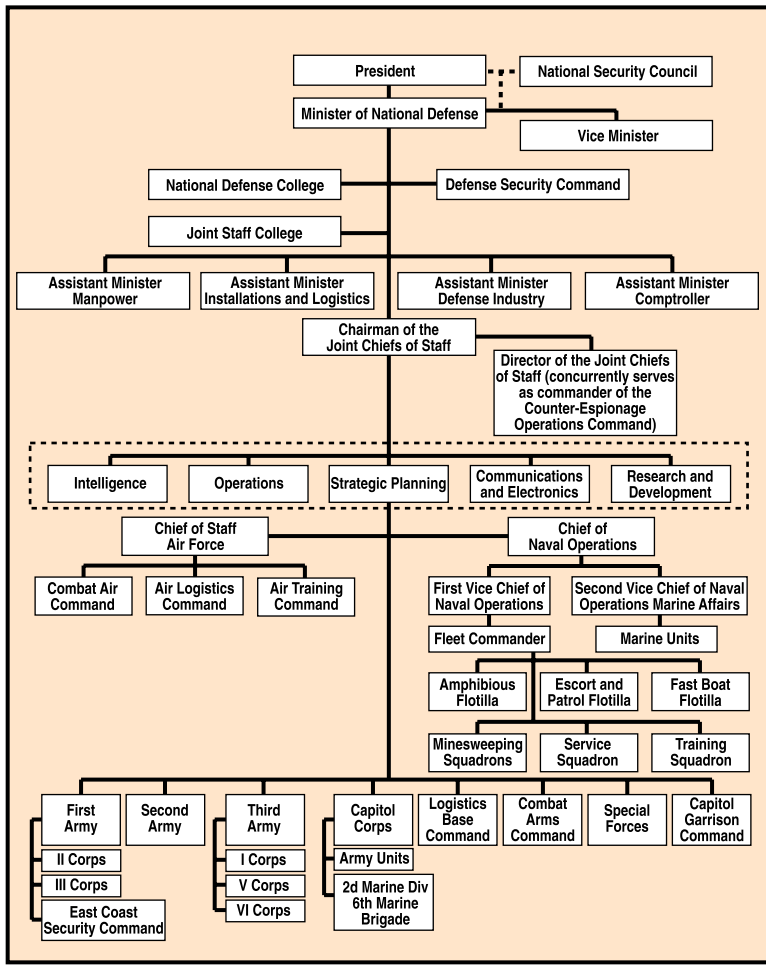 President
National Security Council
Minister of National Defense
Vice Minister
National Defense College
Defense Security Command
Joint Staff College
Assistant Minister
Manpower
Assistant Minister
Installations and Logistics
Assistant Minister
Defense Industry
Assistant Minister
Comptroller
Chairman of the
Joint Chiefs of Staff
Director of the Joint Chiefs
of Staff (concurrently serves
as commander of the
Counter-Espionage
Operations Command)
Intelligence
Operations
Strategic Planning
Communications
and Electronics
Research and
Development
Chief of Staff
Air Force
Chief of
Naval Operations
Combat Air
Command
Air Logistics
Command
Air Training
Command
First Vice Chief of
Naval Operations
Second Vice Chief of Naval
Operations Marine Affairs
Fleet Commander
Marine Units
Amphibious
Flotilla
Escort and
Patrol Flotilla
Fast Boat
Flotilla
Minesweeping
Squadrons
Service
Squadron
Training
Squadron
First
Army
Second
Army
Third
Army
Capitol
Corps
Logistics
Base
Command
Combat
Arms
Command
Special
Forces
Capitol
Garrison
Command
II Corps
III Corps
East Coast
Security Command
I Corps
V Corps
VI Corps
Army Units
2d Marine Div
6th Marine
Brigade